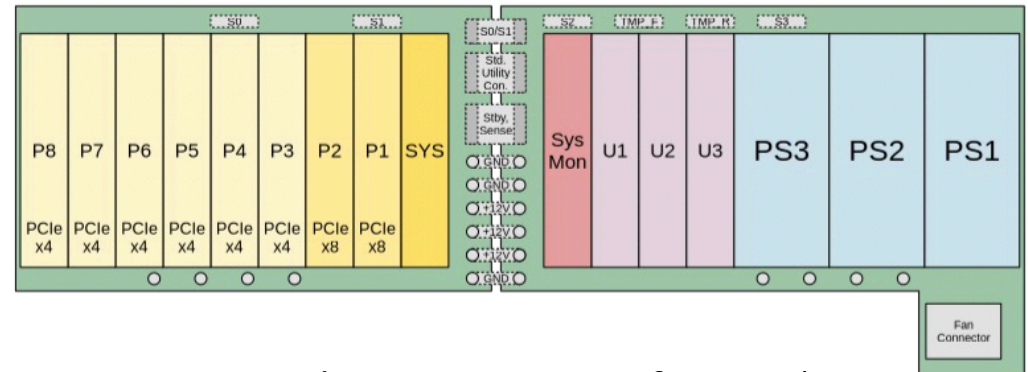 S0
S1
P8
P7
P6
P5
P4
P3
P2
P1
SYS
PCIe
x4
PCIe
x4
PCIe
x4
PCIe
x4
PCIe
x4
PCIe
x4
PCIe
x8
PCIe
x8
S0/S1
Std.
Utility
Con.
Stby,
Sense
GND
GND
+12V
+12V
+12V
GND
S2
TMP_F
TMP_R
S3
Sys
Mon
U1
U2
U3
PS3
PS2
PS1
Fan
Connector